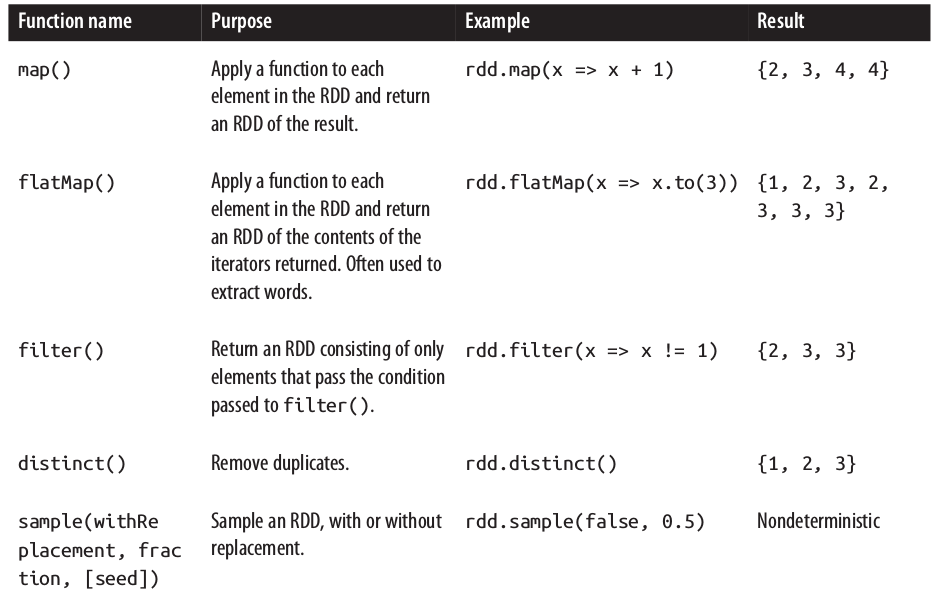 Function name Purpose Example Result
map() Apply a function to each rdd.map(x => x + 1) {2, 3, 4, 4}
element in the RDD and return
an RDD of the result.
flatMap() Apply a function to each rdd.flatMap(x => x.to(3)) {1, 2, 3, 2,
element in the RDD and return 3, 3, 3}
an RDD of the contents of the
iterators returned. Often used to
extract words.
filter() Return an RDD consisting of only rdd.filter(x => x != 1) {2, 3, 3}
elements that pass the condition
passed to filter().
distinct() Remove duplicates. rdd.distinct() {1, 2, 3}
sample(withRe Sample an RDD, with or without rdd.sample(false, 0.5) Nondeterministic
placement, frac replacement.
tion, [seed])